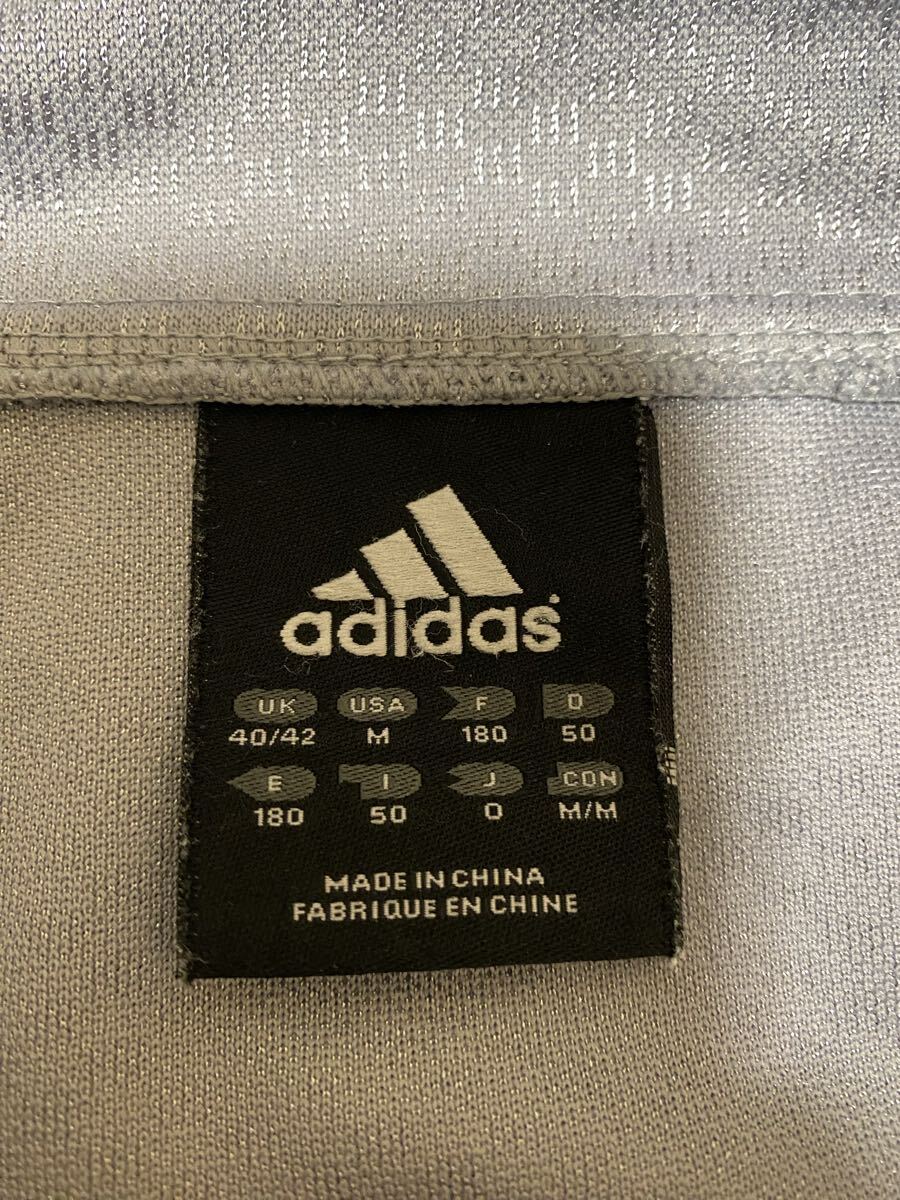 adidas
UK USA F D
40/42 M 180 50
E I J CON
180 50 O M/M
MADE IN CHINA
FABRIQUE EN CHINE